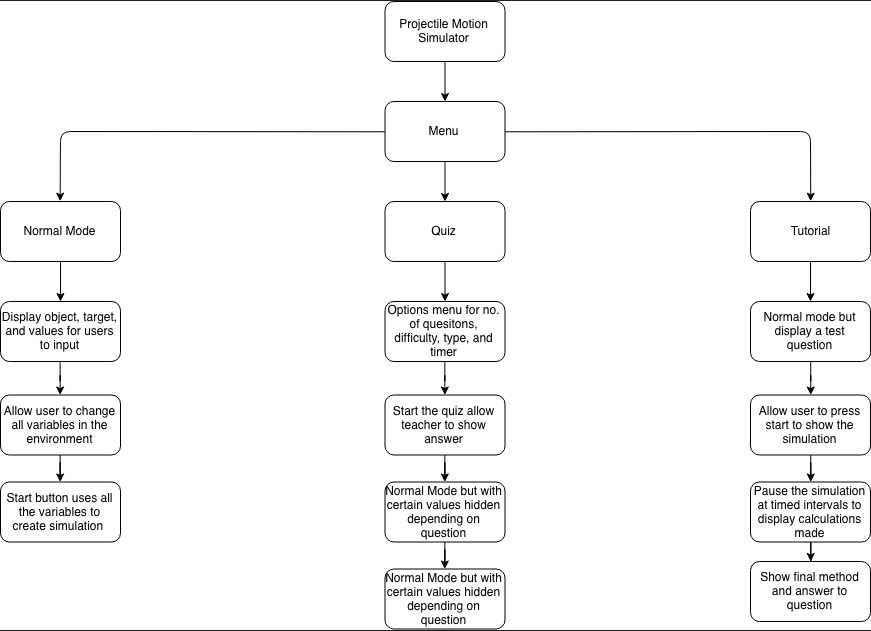 Projectile Motion
Simulator
Menu
Normal Mode
Quiz
Tutorial
Display object, target,
and values for users
to input
Options menu for no.
of quesitons,
difficulty, type, and
timer
Normal mode but
display a test
question
Allow user to change
all variables in the
environment
Start the quiz allow
teacher to show
answer
Allow user to press
start to show the
simulation
Start button uses all
the variables to
create simulation
Normal Mode but with
certain values hidden
depending on
question
Pause the simulation
at timed intervals to
display calculations
made
Normal Mode but with
certain values hidden
depending on
question
Show final method
and answer to
question